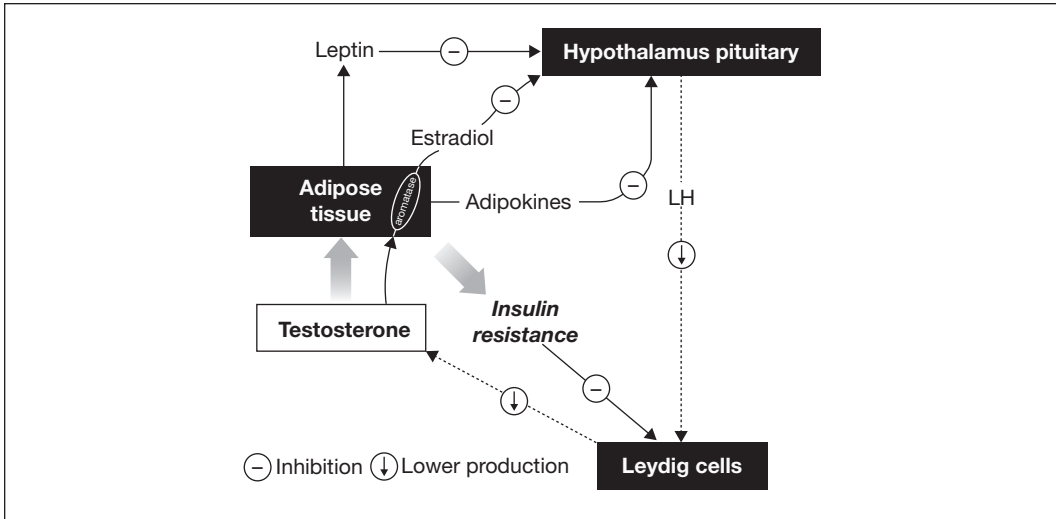 Leptin
Hypothalamus pituitary
Estradiol
Adipose
tissue
aromatase
Adipokines
LH
Insulin
resistance
Testosterone
Inhibition
Lower production
Leydig cells